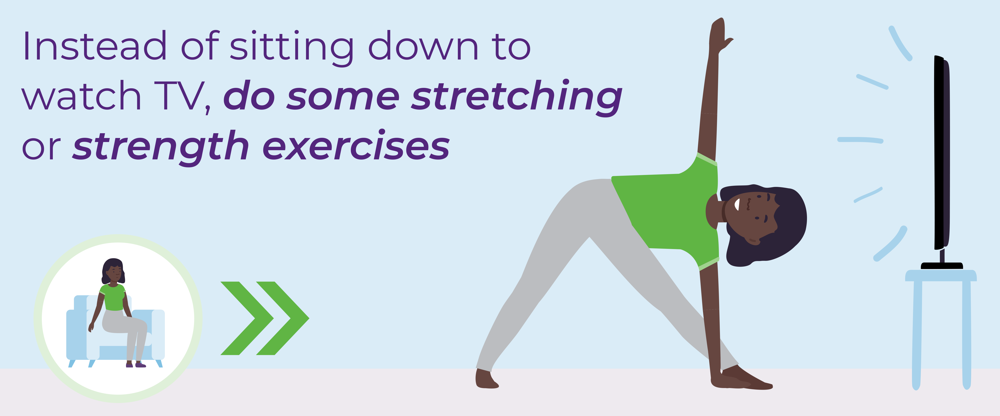 Instead of sitting down to
watch TV, do some stretching
or strength exercises